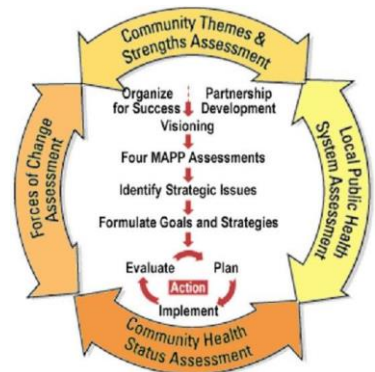 Community Themes &
Strengths Assessment
Organize Partnership
for Success Development
Visioning
Four MAPP Assessments
Identify Strategic Issues
Formulate Goals and Strategies
Evaluate Plan
Action
Implement
Forces of Change
Assessment
Local Public Health
System Assessment
Community Health
Status Assessment